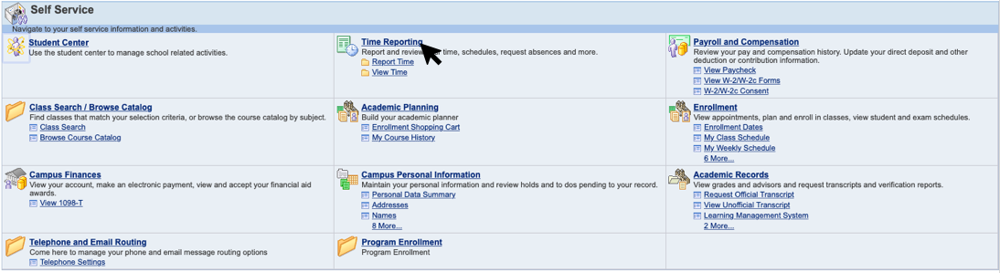 Self Service
Navigate to your self service information and activities.
Student Center
Use the student center to manage school related activities.
Time Reporting
Report and review your time, schedules, request absences and more.
Report Time
View Time
Payroll and Compensation
Review your pay and compensation history. Update your direct deposit and other
deduction or contribution information.
View Paycheck
View W-2/W-2c Forms
W-2/W-2c Consent
Class Search / Browse Catalog
Find classes that match your selection criteria, or browse the course catalog by subject.
Class Search
Browse Course Catalog
Academic Planning
Build your academic planner
Enrollment Shopping Cart
My Course History
Enrollment
View appointments, plan and enroll in classes, view student and exam schedules.
Enrollment Dates
My Class Schedule
My Weekly Schedule
6 More...
Campus Finances
View your account, make an electronic payment, view and accept your financial aid
awards.
View 1098-T
Campus Personal Information
Maintain your personal information and review holds and to dos pending to your record.
Personal Data Summary
Addresses
Names
8 More...
Academic Records
View grades and advisors and request transcripts and verification reports.
Request Official Transcript
View Unofficial Transcript
Learning Management System
2 More...
Telephone and Email Routing
Come here to manage your phone and email message routing options
Telephone Settings
Program Enrollment
Program Enrollment